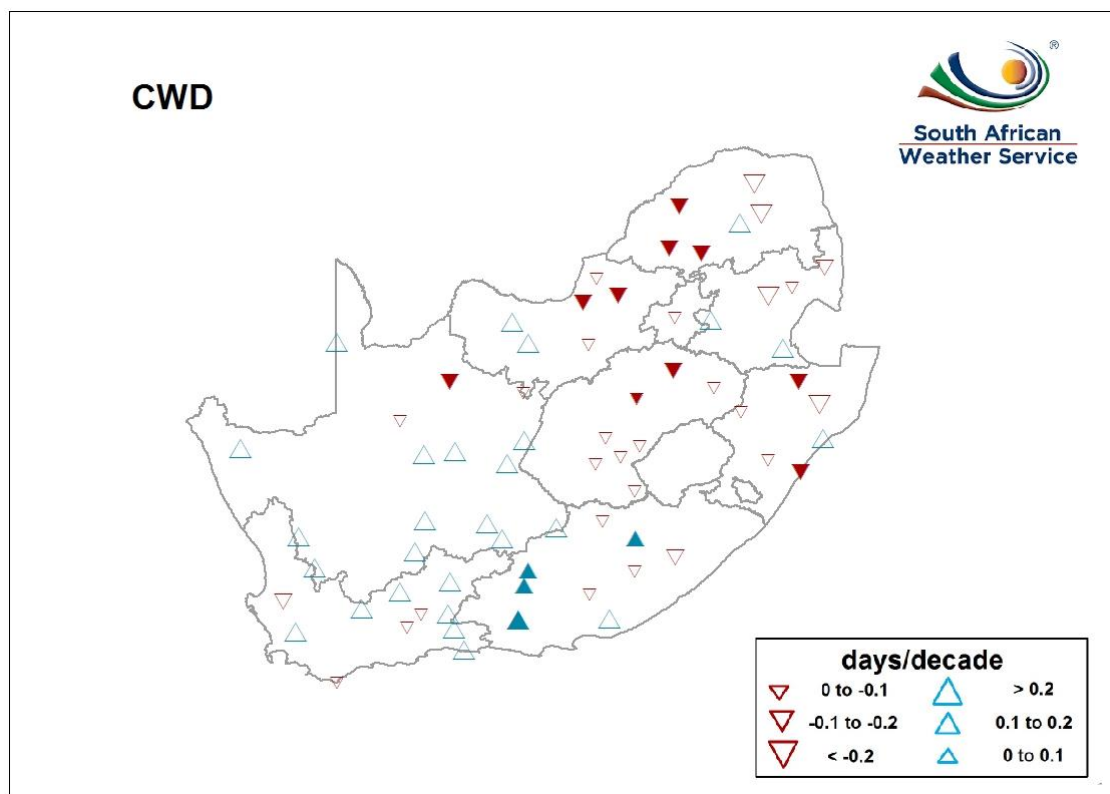 CWD
®
South African
Weather Service
days/decade
0 to -0.1 > 0.2
-0.1 to -0.2 0.1 to 0.2
< -0.2 0 to 0.1